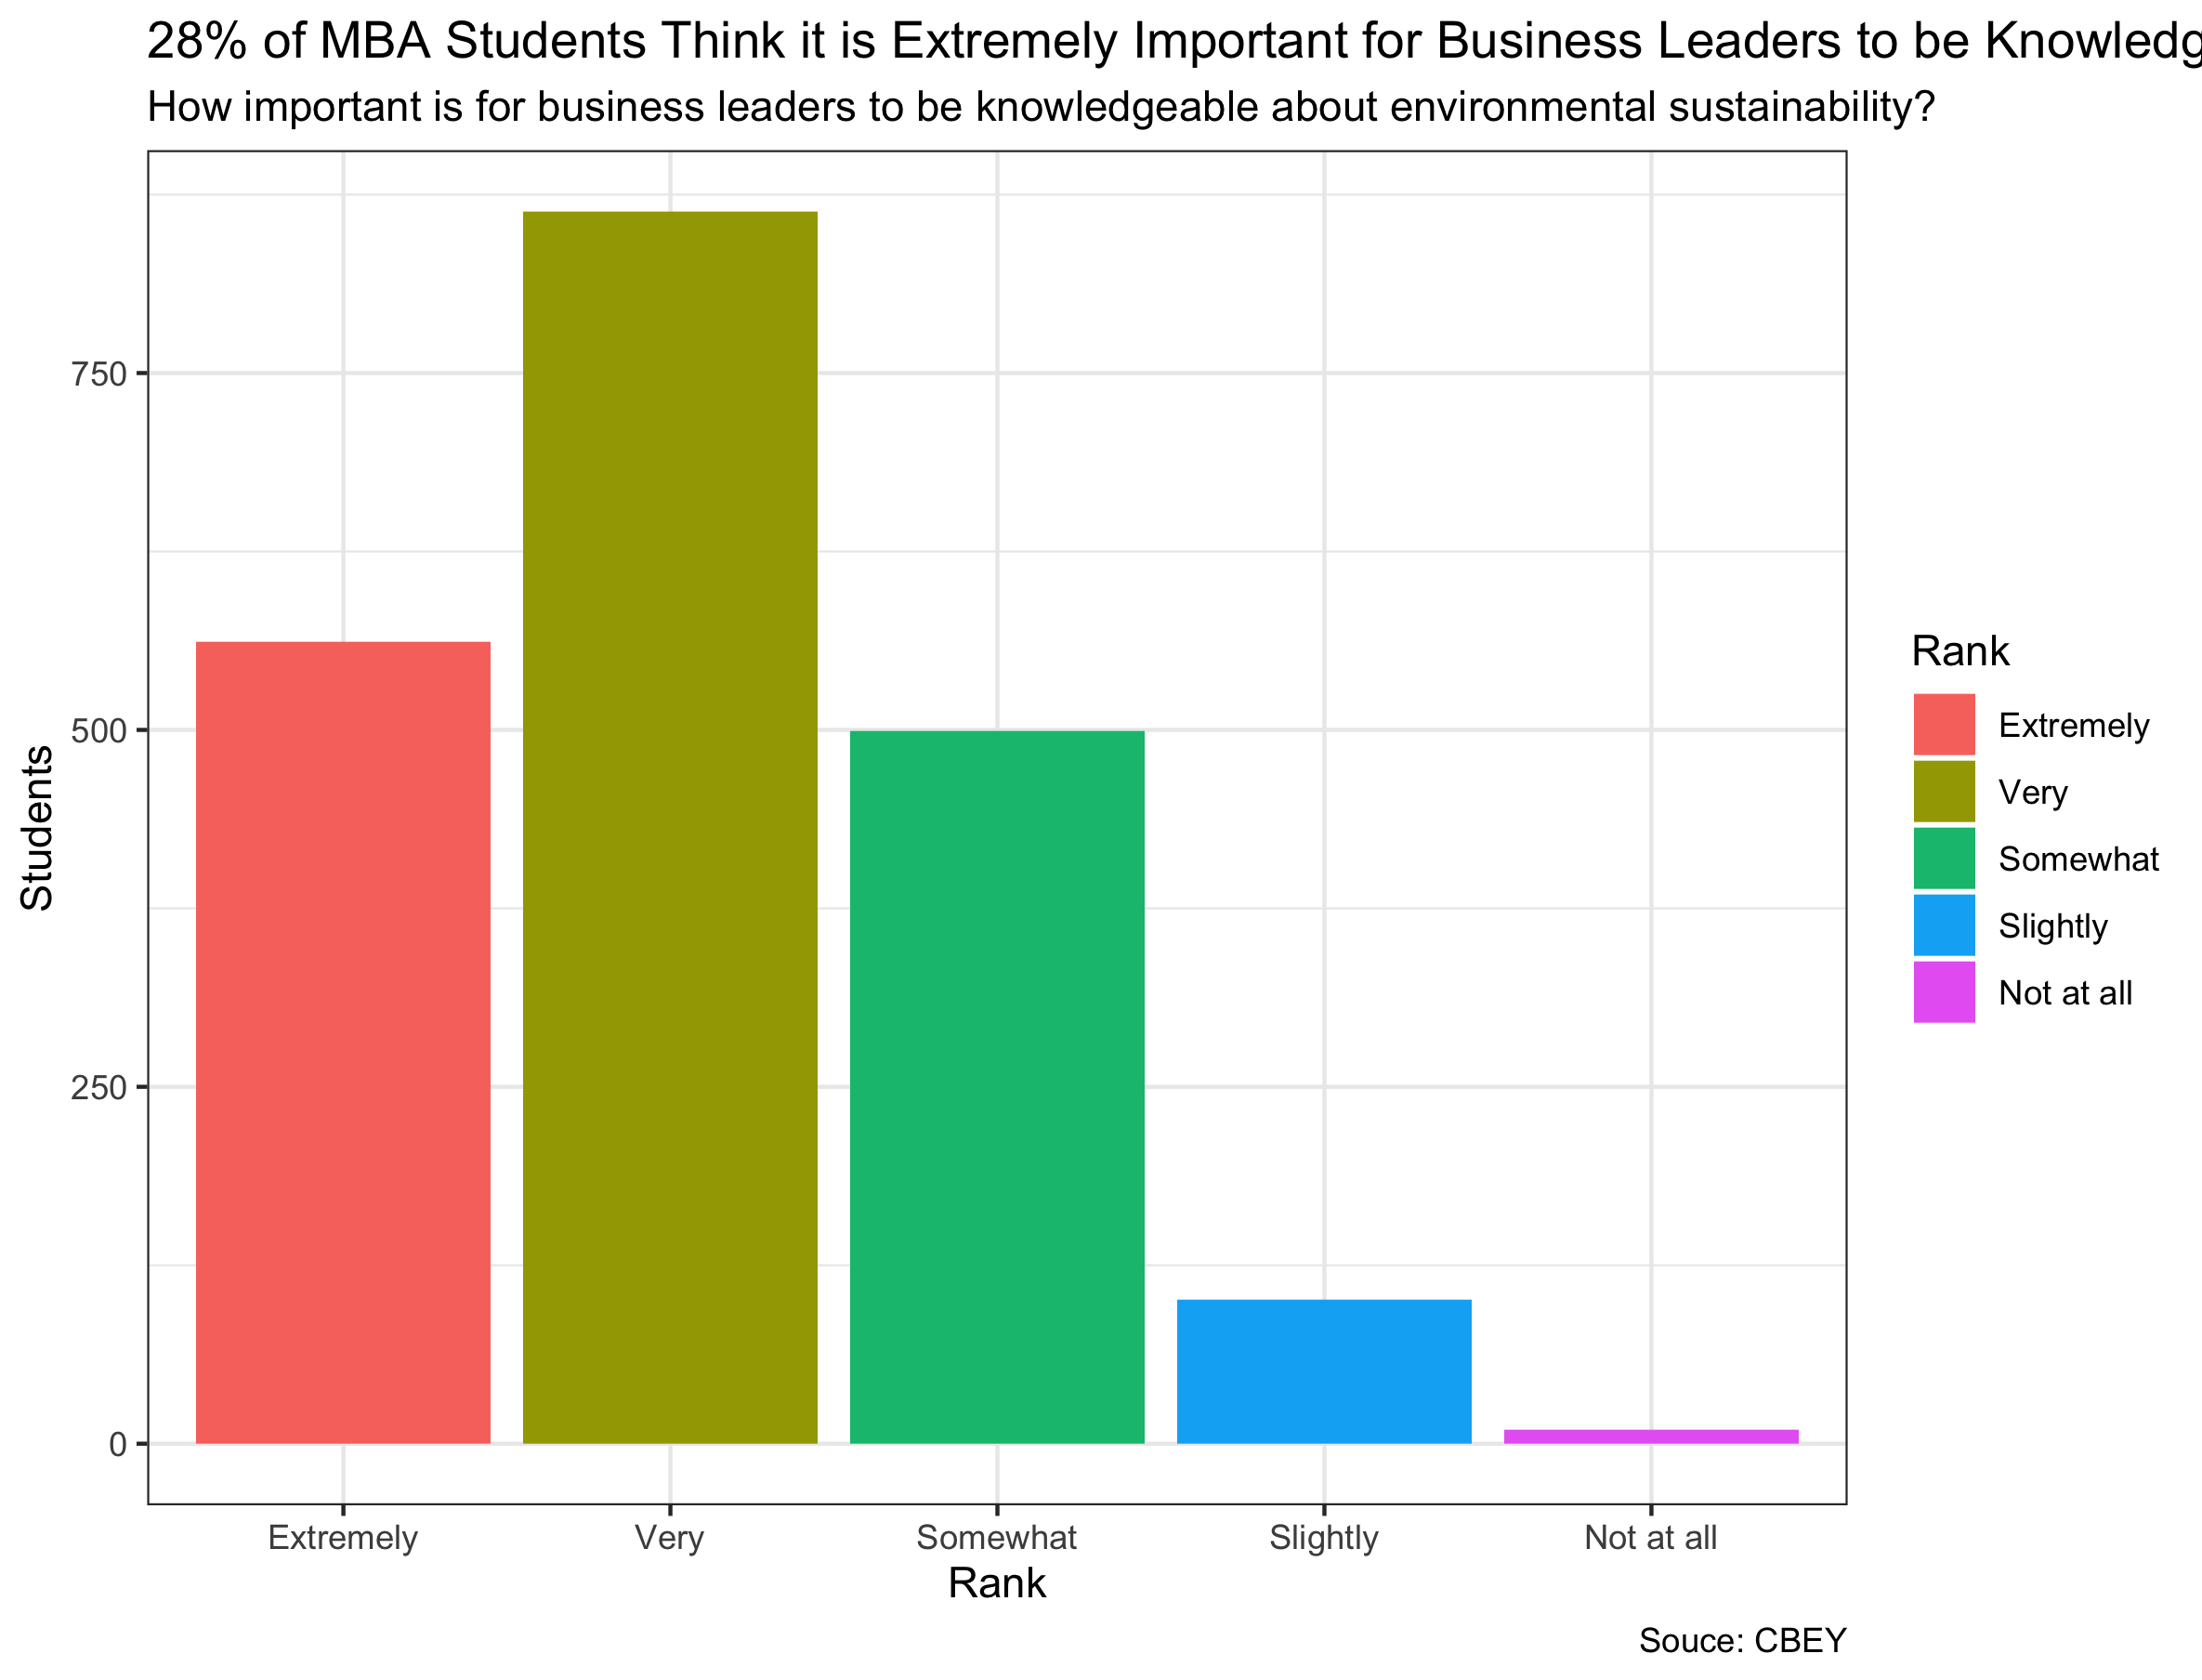 28% of MBA Students Think it is Extremely Important for Business Leaders to be Knowledg
How important is for business leaders to be knowledgeable about environmental sustainability?
750
500
250
0
Students
Extremely
Very
Somewhat
Slightly
Not at all
Rank
Rank
Extremely
Very
Somewhat
Slightly
Not at all
Souce: CBEY